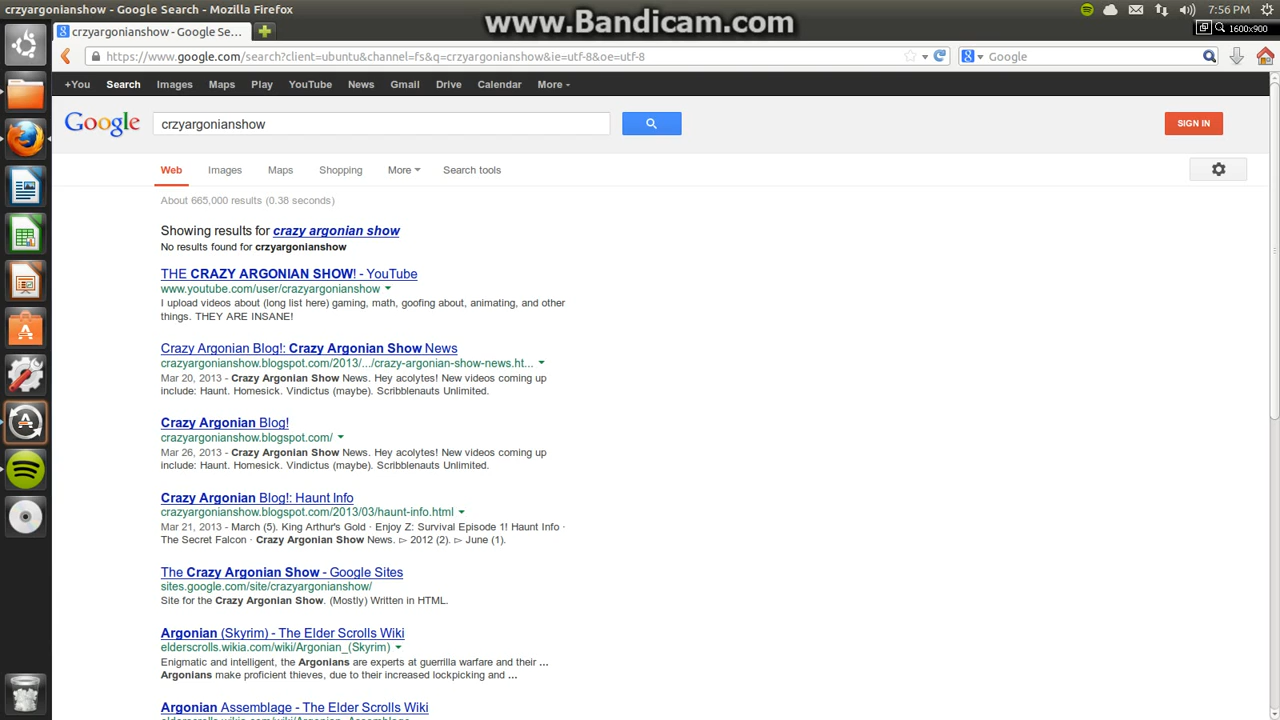 crzyargonianshow - Google Search - Mozilla Firefox
7:56 PM
www.Bandicam.com
1600x900
crzyargonianshow - Google Se...
https://www.google.com/search?client=ubuntu&channel=fs&q=crzyargonianshow&ie=utf-8&oe=utf-8
Google
+You Search Images Maps Play YouTube News Gmail Drive Calendar More
Google
crzyargonianshow
SIGN IN
Web Images Maps Shopping More Search tools
About 665,000 results (0.38 seconds)
Showing results for crazy argonian show
No results found for crzyargonianshow
THE CRAZY ARGONIAN SHOW! - YouTube
www.youtube.com/user/crazyargonianshow
I upload videos about (long list here) gaming, math, goofing about, animating, and other
things. THEY ARE INSANE!
Crazy Argonian Blog!: Crazy Argonian Show News
crazyargonianshow.blogspot.com/2013/.../crazy-argonian-show-news.ht...
Mar 20, 2013 - Crazy Argonian Show News. Hey acolytes! New videos coming up
include: Haunt. Homesick. Vindictus (maybe). Scribblenauts Unlimited.
Crazy Argonian Blog!
crazyargonianshow.blogspot.com/
Mar 26, 2013 - Crazy Argonian Show News. Hey acolytes! New videos coming up
include: Haunt. Homesick. Vindictus (maybe). Scribblenauts Unlimited.
Crazy Argonian Blog!: Haunt Info
crazyargonianshow.blogspot.com/2013/03/haunt-info.html
Mar 21, 2013 - March (5). King Arthur's Gold · Enjoy Z: Survival Episode 1! Haunt Info ·
The Secret Falcon · Crazy Argonian Show News. ▻ 2012 (2). ▻ June (1).
The Crazy Argonian Show - Google Sites
sites.google.com/site/crazyargonianshow/
Site for the Crazy Argonian Show. (Mostly) Written in HTML.
Argonian (Skyrim) - The Elder Scrolls Wiki
elderscrolls.wikia.com/wiki/Argonian_(Skyrim)
Enigmatic and intelligent, the Argonians are experts at guerrilla warfare and their ...
Argonians make proficient thieves, due to their increased lockpicking and ...
Argonian Assemblage - The Elder Scrolls Wiki